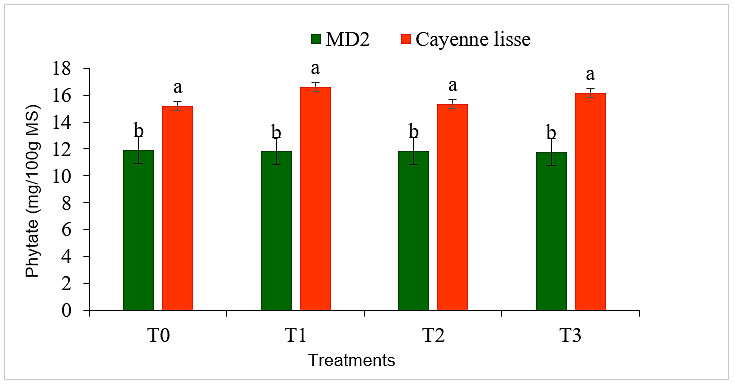 MD2 Cayenne lisse
Phytate (mg/100g MS)
18
16
14
12
10
8
6
4
2
0
b a b a b a b a
T0 T1 T2 T3
Treatments